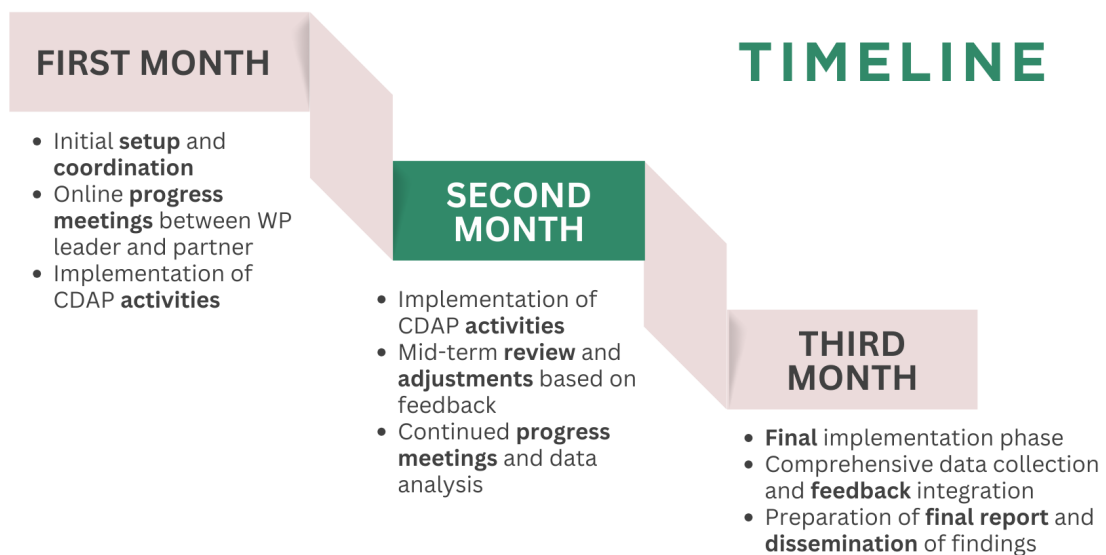 TIMELINE
FIRST MONTH
• Initial setup and
coordination
• Online progress
meetings between WP
leader and partner
• Implementation of
CDAP activities
SECOND
MONTH
• Implementation of
CDAP activities
• Mid-term review and
adjustments based on
feedback
• Continued progress
meetings and data
analysis
THIRD
MONTH
• Final implementation phase
• Comprehensive data collection
and feedback integration
• Preparation of final report and
dissemination of findings